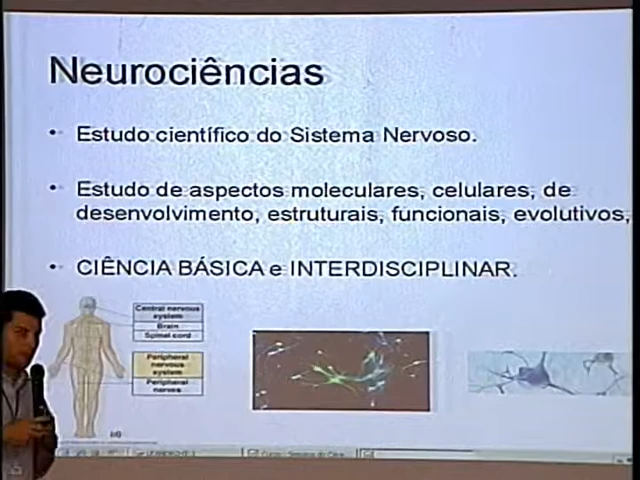 Neurociências
• Estudo científico do Sistema Nervoso.
• Estudo de aspectos moleculares, celulares, de
desenvolvimento, estruturais, funcionais, evolutivos,
• CIÊNCIA BÁSICA e INTERDISCIPLINAR.
Central nervous
system
Brain
Spinal cord
Peripheral
nervous
system
Peripheral
nerves